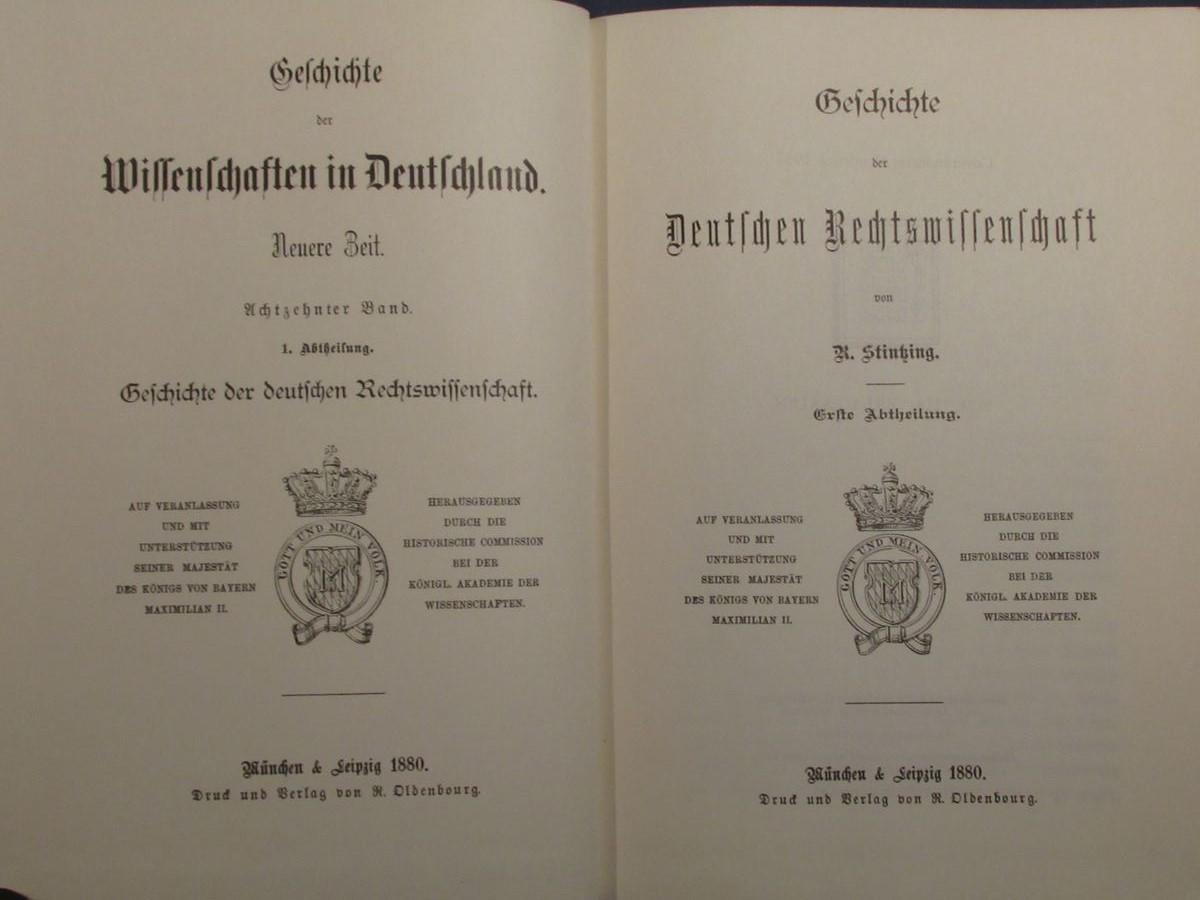 Geschichte
der
Wissenschaften in Deutschland.
Neuere Zeit.
Achtzehnter Band.
1. Abtheilung.
Geschichte der deutschen Rechtswissenschaft.
AUF VERANLASSUNG
UND MIT
UNTERSTÜTZUNG
SEINER MAJESTÄT
DES KÖNIGS VON BAYERN
MAXIMILIAN II.
GOTT UND MEIN VOLK.
M
HERAUSGEGEBEN
DURCH DIE
HISTORISCHE COMMISSION
BEI DER
KÖNIGL. AKADEMIE DER
WISSENSCHAFTEN.
München & Leipzig 1880.
Druck und Verlag von R. Oldenbourg.
Geschichte
der
Deutschen Rechtswissenschaft
von
R. Stintzing.
Erste Abtheilung.
AUF VERANLASSUNG
UND MIT
UNTERSTÜTZUNG
SEINER MAJESTÄT
DES KÖNIGS VON BAYERN
MAXIMILIAN II.
GOTT UND MEIN VOLK.
M
HERAUSGEGEBEN
DURCH DIE
HISTORISCHE COMMISSION
BEI DER
KÖNIGL. AKADEMIE DER
WISSENSCHAFTEN.
München & Leipzig 1880.
Druck und Verlag von R. Oldenbourg.